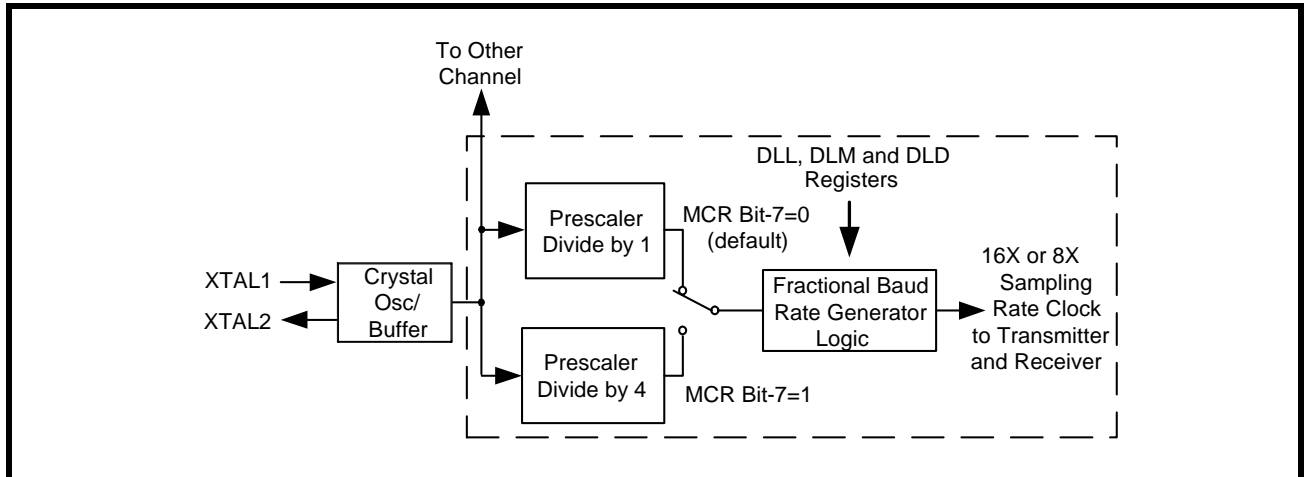 To Other
Channel
DLL, DLM and DLD
Registers
Prescaler
Divide by 1
MCR Bit-7=0
(default)
XTAL1
XTAL2
Crystal
Osc/
Buffer
Fractional Baud
Rate Generator
Logic
16X or 8X
Sampling
Rate Clock
to Transmitter
and Receiver
Prescaler
Divide by 4
MCR Bit-7=1